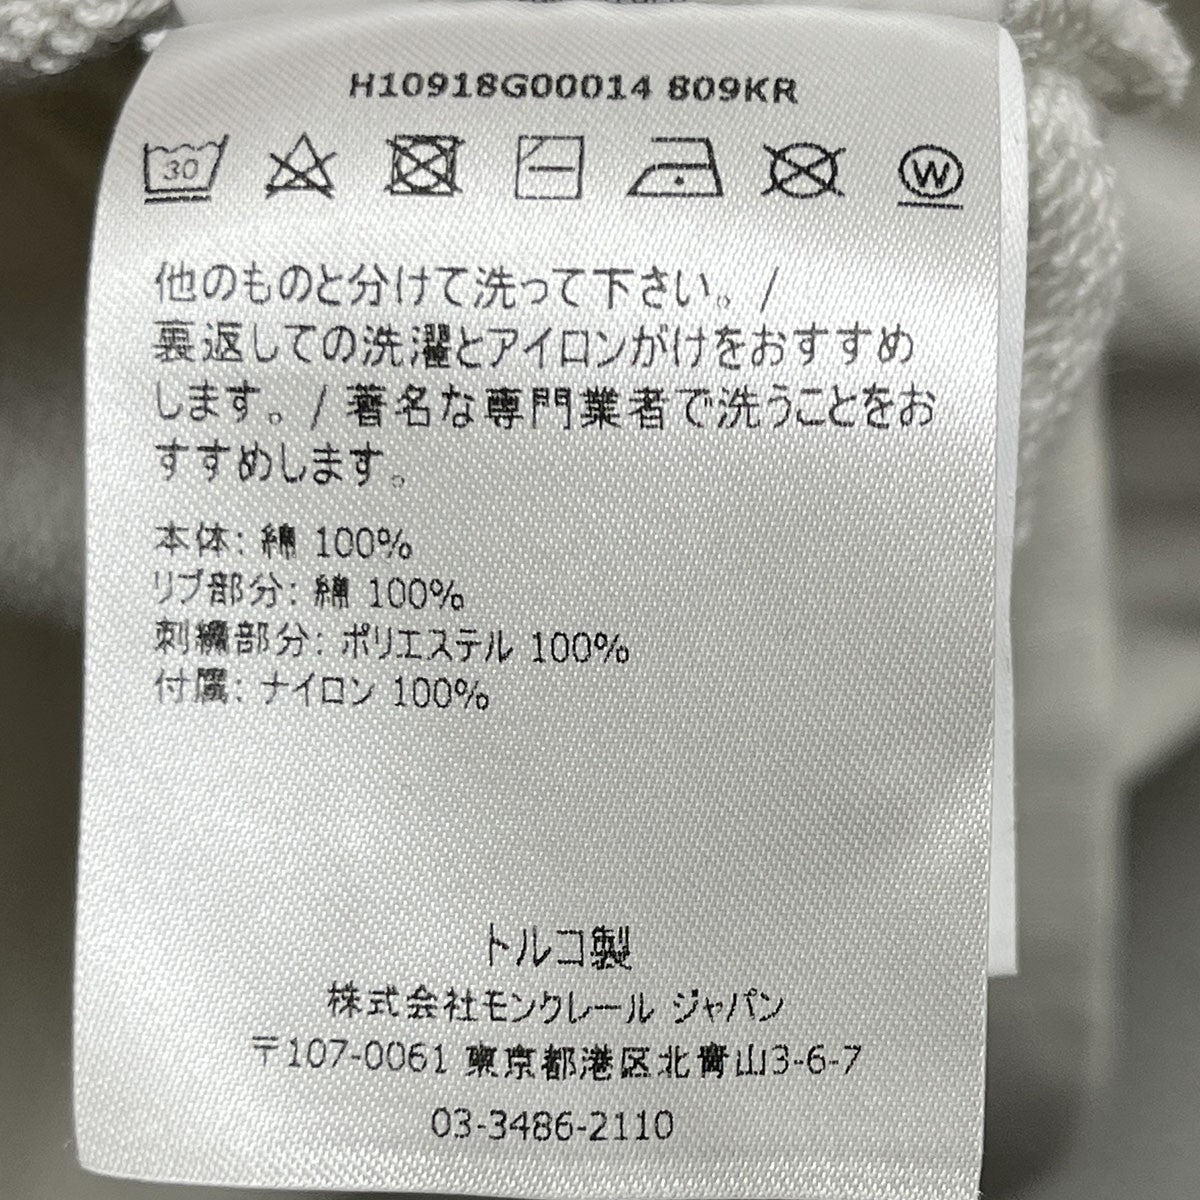 H10918G00014 809KR
30
W
他のものと分けて洗って下さい。/
裏返しての洗濯とアイロンがけをおすすめ
します。/ 著名な専門業者で洗うことをお
すすめします。
本体: 綿 100%
リブ部分: 綿 100%
刺繍部分: ポリエステル 100%
付属: ナイロン 100%
トルコ製
株式会社モンクレール ジャパン
〒107-0061 東京都港区北青山3-6-7
03-3486-2110